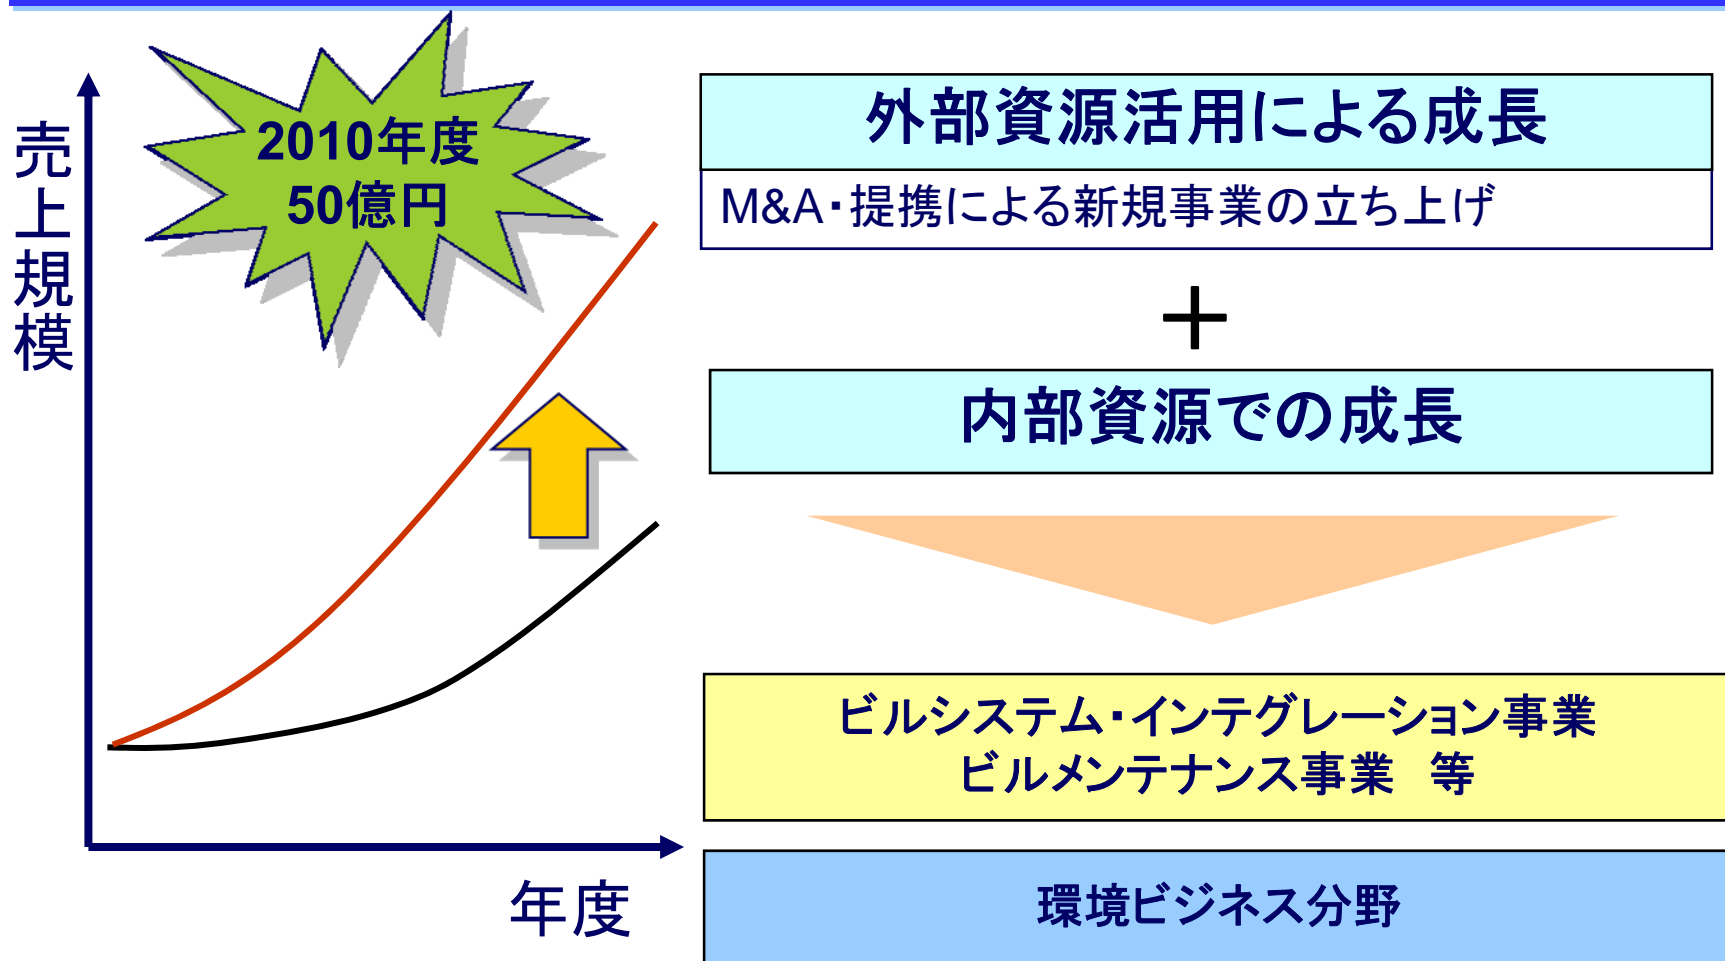 売上規模
2010年度
50億円
年度
外部資源活用による成長
M&A・提携による新規事業の立ち上げ
＋
内部資源での成長
ビルシステム・インテグレーション事業
ビルメンテナンス事業　等
環境ビジネス分野